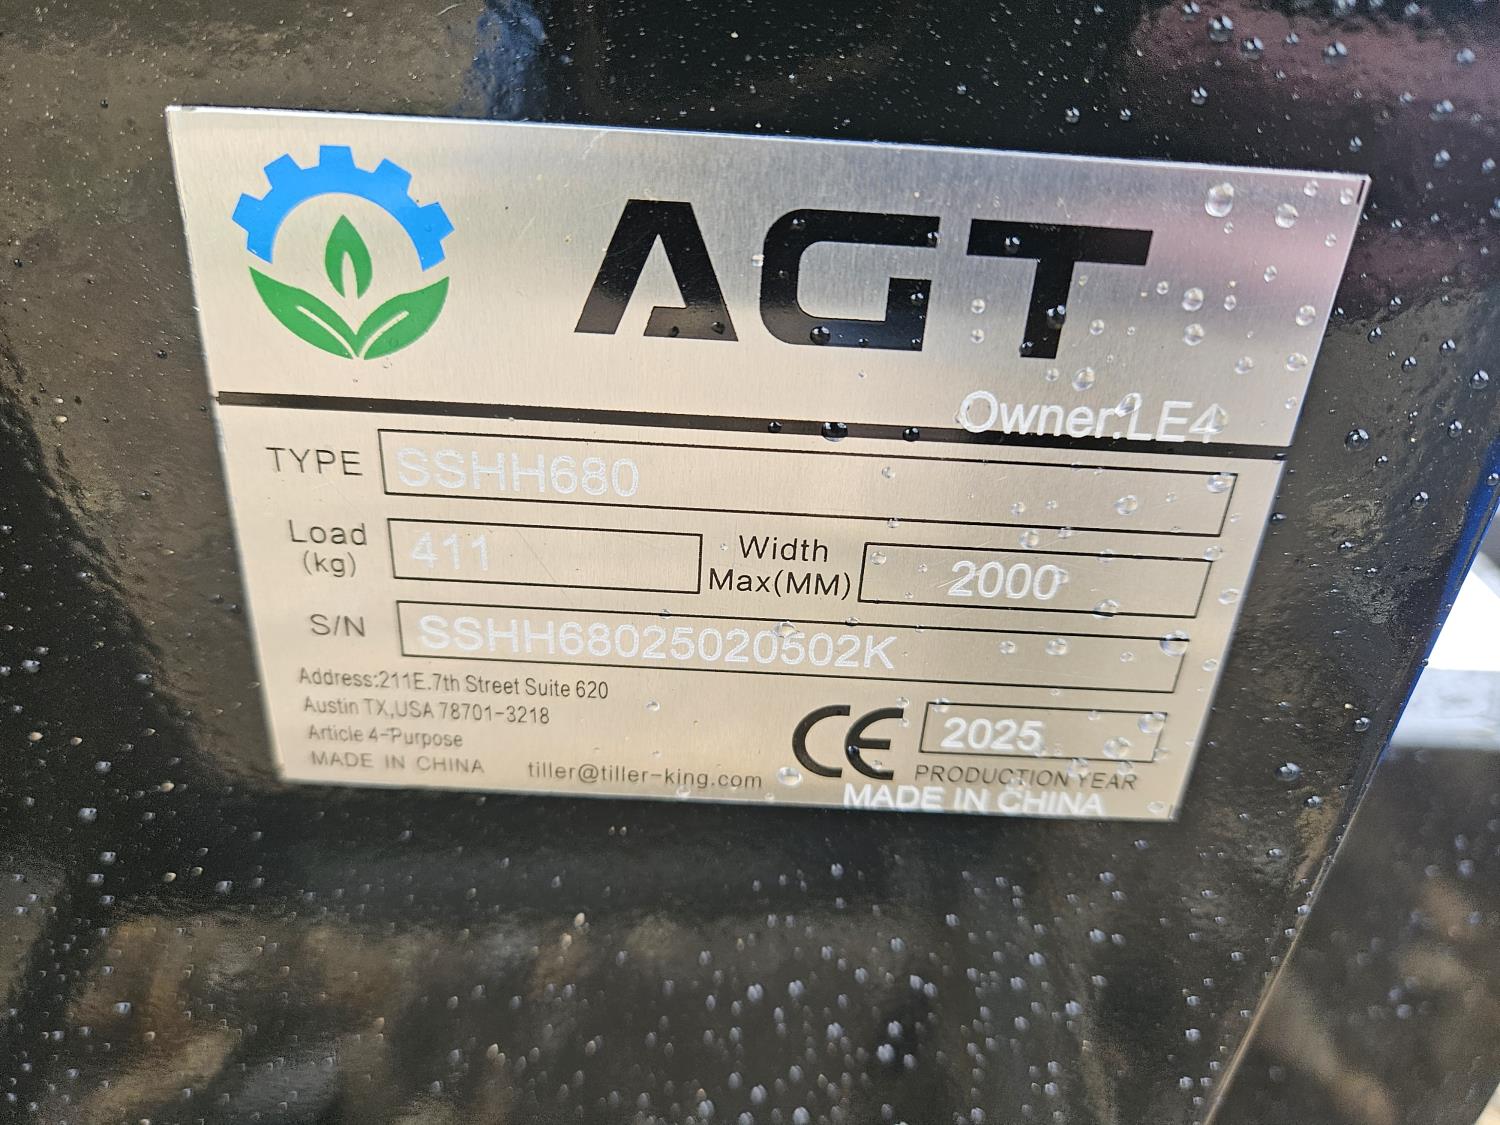 AGT
Owner:LE4
TYPE SSHH680
Load (kg) 411 Width Max(MM) 2000
S/N SSHH68025020502K
Address:211E.7th Street Suite 620
Austin TX,USA 78701-3218
Article 4-Purpose
MADE IN CHINA
tiller@tiller-king.com
CE 2025
PRODUCTION YEAR
MADE IN CHINA